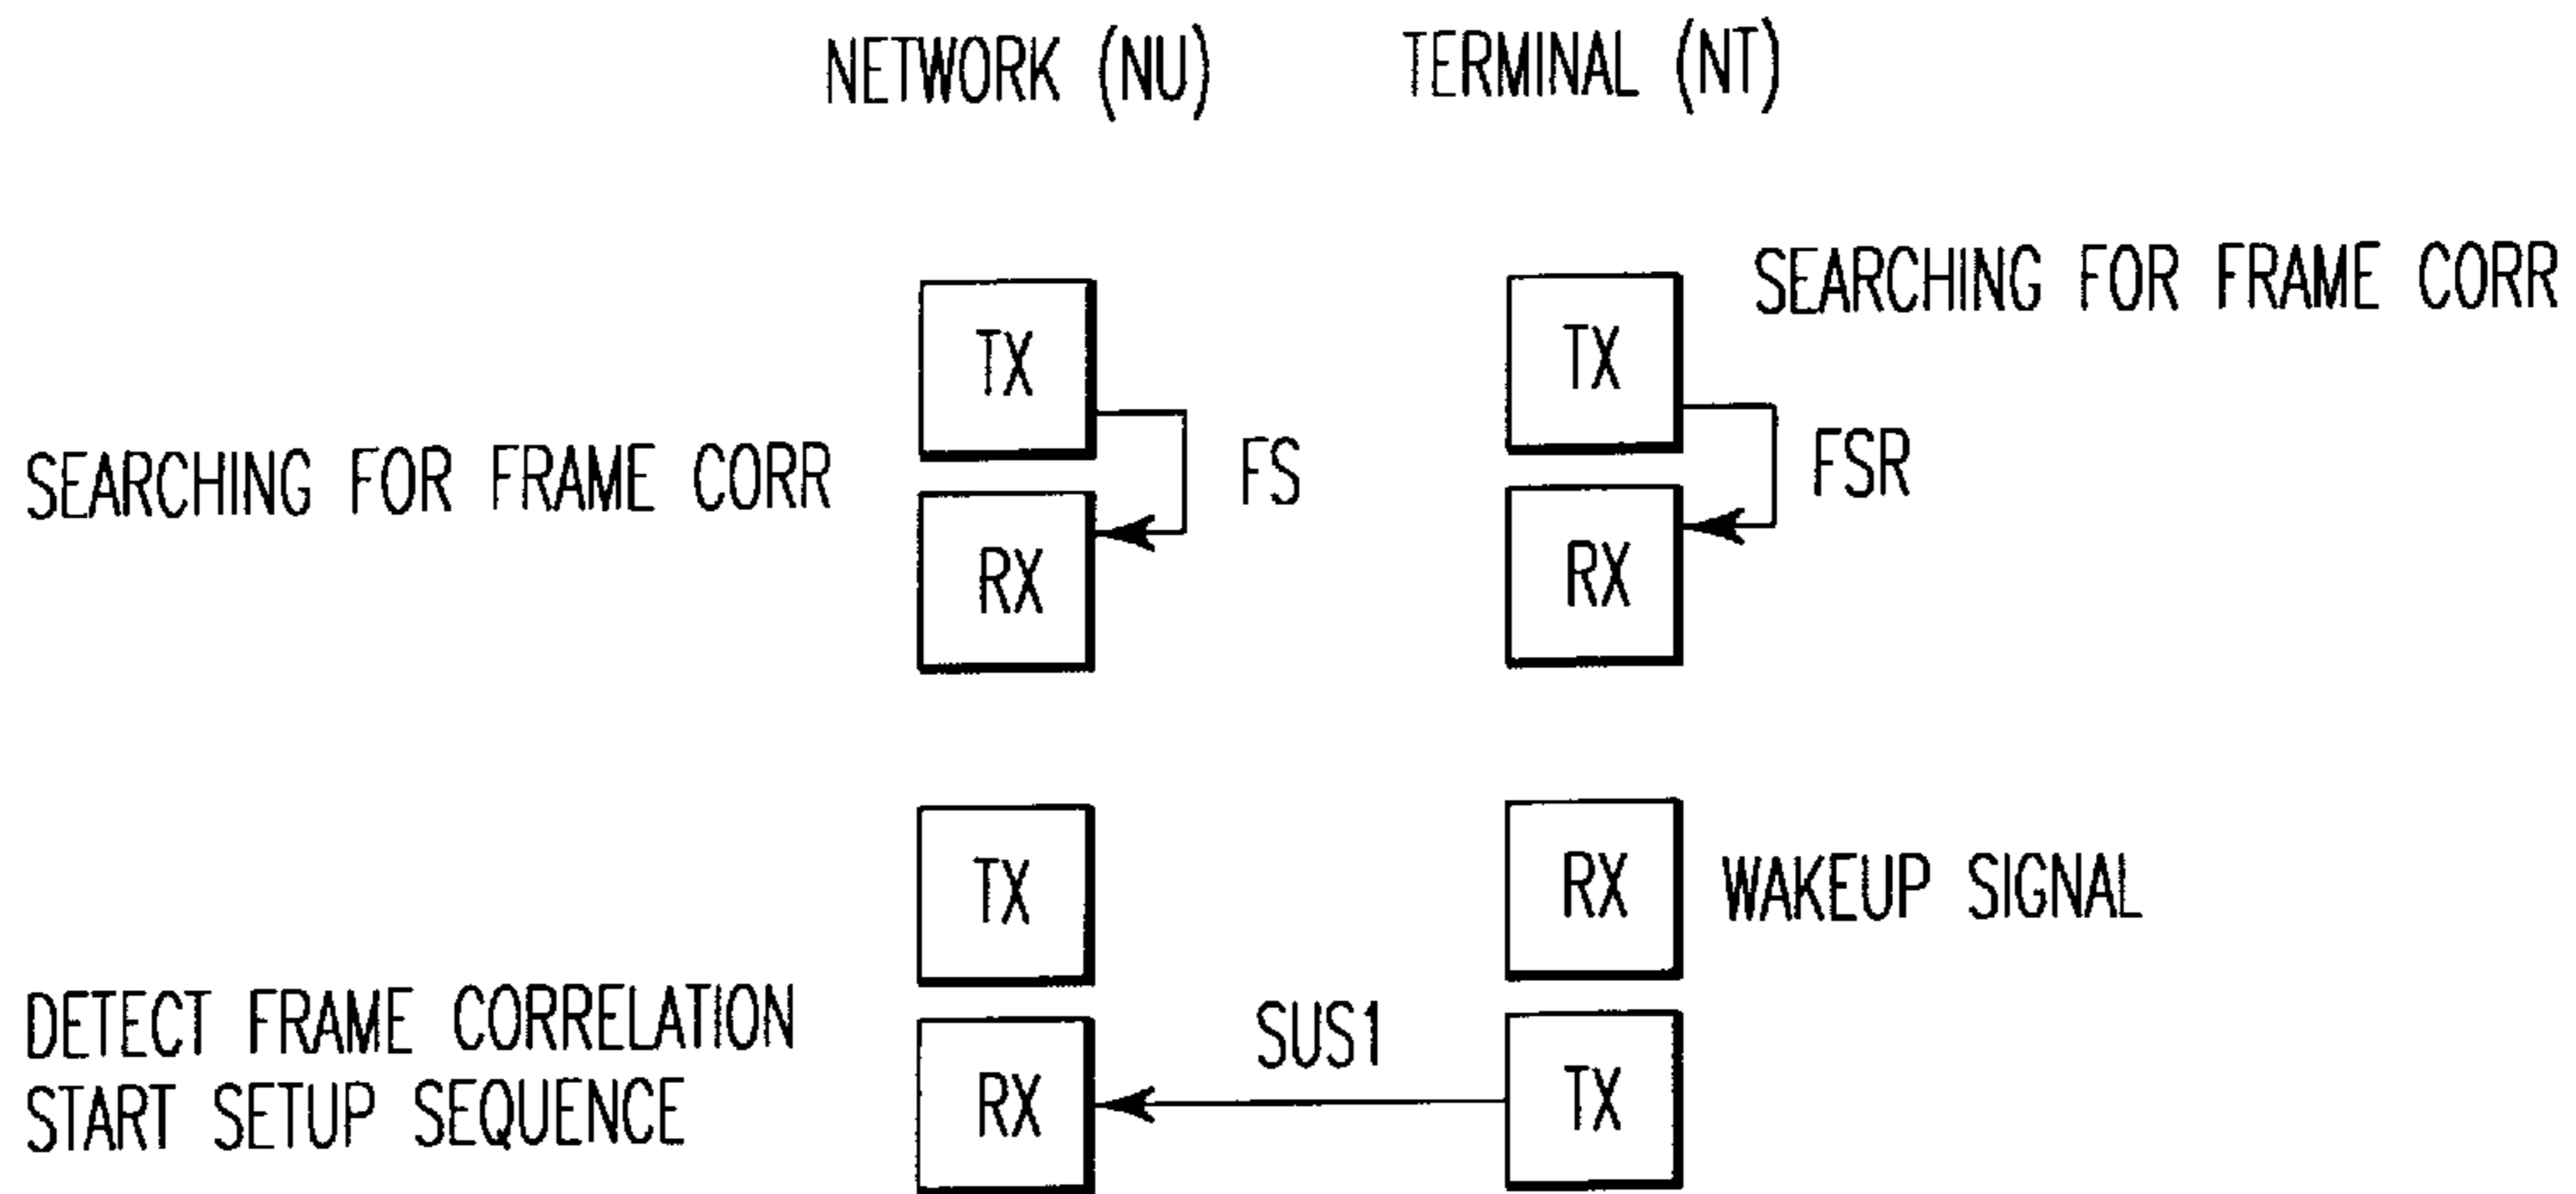 NETWORK (NU)
TERMINAL (NT)
SEARCHING FOR FRAME CORR
TX
TX
SEARCHING FOR FRAME CORR
FS
FSR
RX
RX
TX
RX
WAKEUP SIGNAL
DETECT FRAME CORRELATION
START SETUP SEQUENCE
SUS1
RX
TX